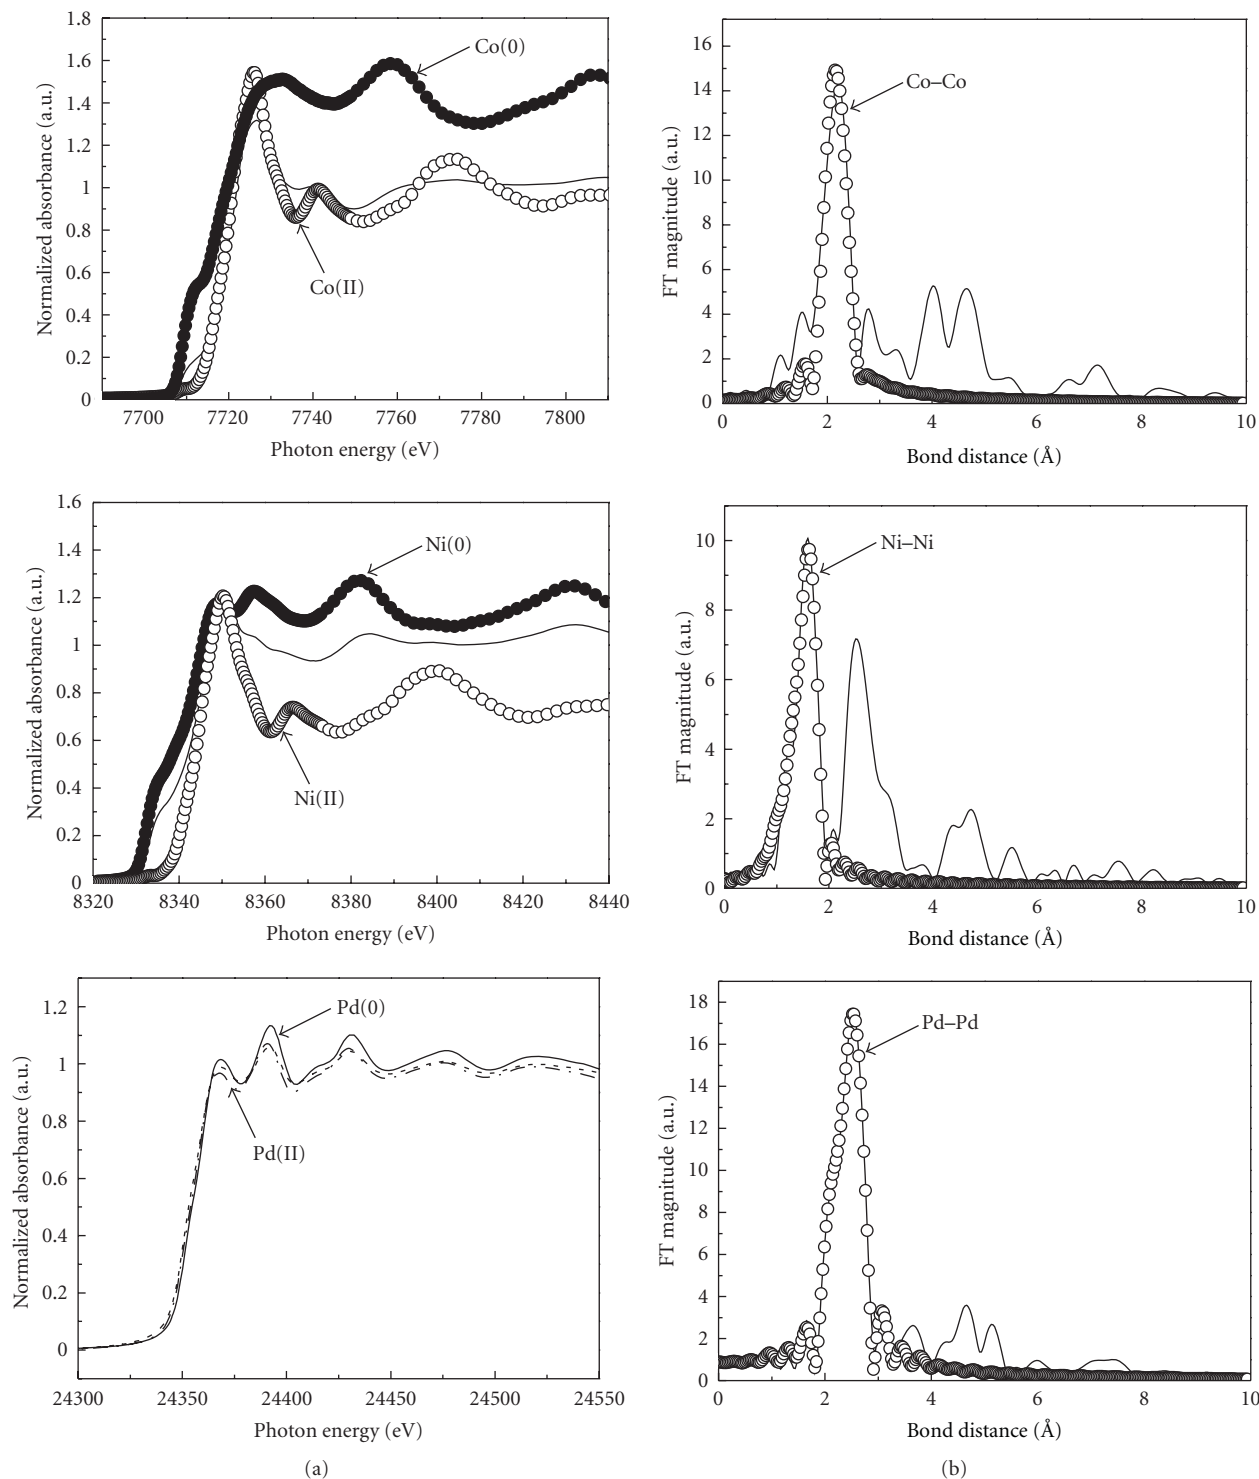 1.8
1.6
1.4
1.2
1
0.8
0.6
0.4
0.2
0
Normalized absorbance (a.u.)
Co(0)
Co(II)
7700 7720 7740 7760 7780 7800
Photon energy (eV)
16
14
12
10
8
6
4
2
0
FT magnitude (a.u.)
Co–Co
0 2 4 6 8 10
Bond distance (Å)
1.6
1.4
1.2
1
0.8
0.6
0.4
0.2
0
Normalized absorbance (a.u.)
Ni(0)
Ni(II)
8320 8340 8360 8380 8400 8420 8440
Photon energy (eV)
10
8
6
4
2
0
FT magnitude (a.u.)
Ni–Ni
0 2 4 6 8 10
Bond distance (Å)
1.2
1
0.8
0.6
0.4
0.2
0
Normalized absorbance (a.u.)
Pd(0)
Pd(II)
24300 24350 24400 24450 24500 24550
Photon energy (eV)
(a)
18
16
14
12
10
8
6
4
2
0
FT magnitude (a.u.)
Pd–Pd
0 2 4 6 8 10
Bond distance (Å)
(b)